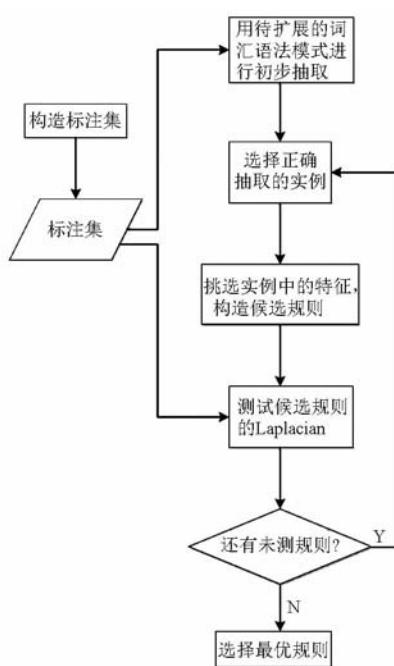 用待扩展的词
汇语法模式进
行初步抽取
构造标注集
选择正确
抽取的实例
标注集
挑选实例中的特征，
构造候选规则
测试候选规则
的Laplacian
还有未测规则？
Y
N
选择最优规则